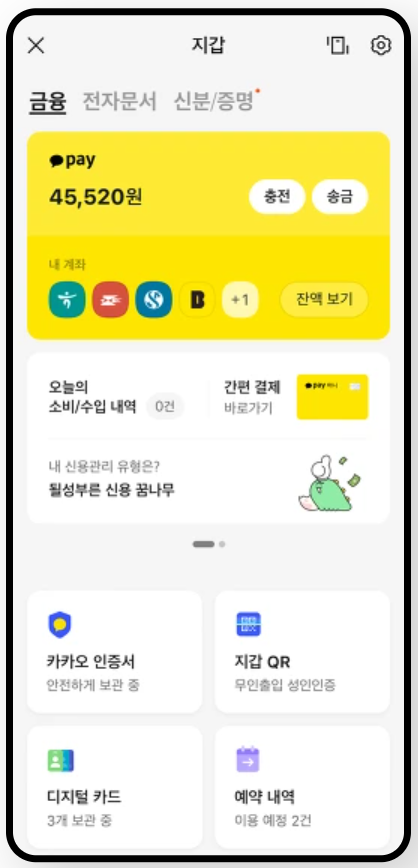 지갑
금융 전자문서 신분/증명
pay
45,520원 충전 송금
내 계좌
B +1 잔액 보기
오늘의
소비/수입 내역 0건
간편 결제
바로가기
pay 머니
내 신용관리 유형은?
될성부른 신용 꿈나무
카카오 인증서
안전하게 보관 중
지갑 QR
무인출입 성인인증
디지털 카드
3개 보관 중
예약 내역
이용 예정 2건